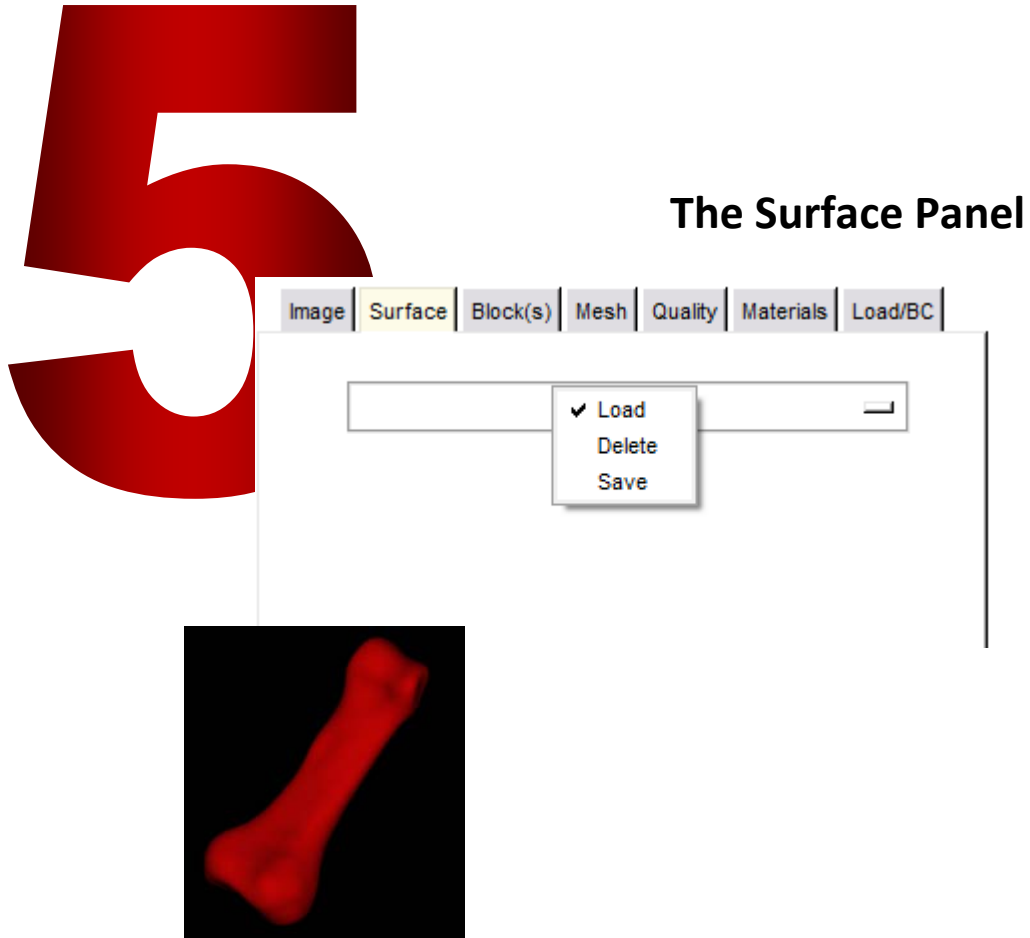 5
The Surface Panel
Image Surface Block(s) Mesh Quality Materials Load/BC
✔ Load
Delete
Save